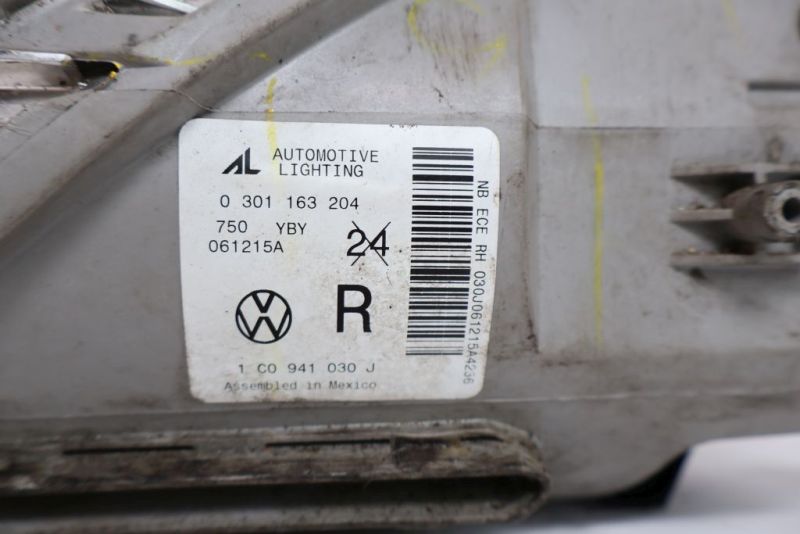 AL AUTOMOTIVE
LIGHTING
0 301 163 204
750 YBY
061215A
24
R
1 C0 941 030 J
Assembled in Mexico
NB ECE RH 030J061215A4236